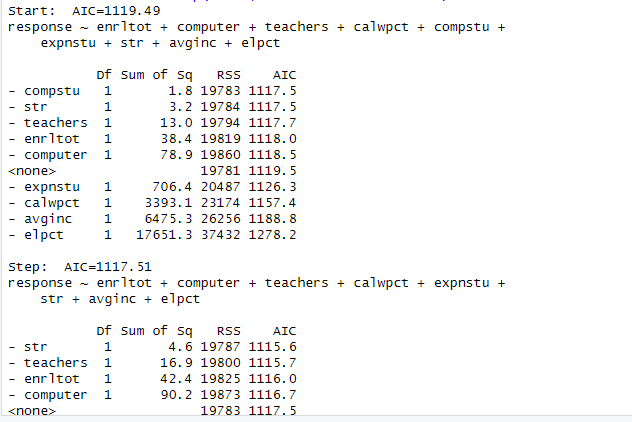 Start:  AIC=1119.49
response ~ enrltot + computer + teachers + calwpct + compstu +
    expnstu + str + avginc + elpct
           Df Sum of Sq   RSS    AIC
- compstu   1       1.8 19783 1117.5
- str       1       3.2 19784 1117.5
- teachers  1      13.0 19794 1117.7
- enrltot   1      38.4 19819 1118.0
- computer  1      78.9 19860 1118.5
<none>                  19781 1119.5
- expnstu   1     706.4 20487 1126.3
- calwpct   1    3393.1 23174 1157.4
- avginc    1    6475.3 26256 1188.8
- elpct     1   17651.3 37432 1278.2
Step:  AIC=1117.51
response ~ enrltot + computer + teachers + calwpct + expnstu +
    str + avginc + elpct
           Df Sum of Sq   RSS    AIC
- str       1       4.6 19787 1115.6
- teachers  1      16.9 19800 1115.7
- enrltot   1      42.4 19825 1116.0
- computer  1      90.2 19873 1116.7
<none>                  19783 1117.5